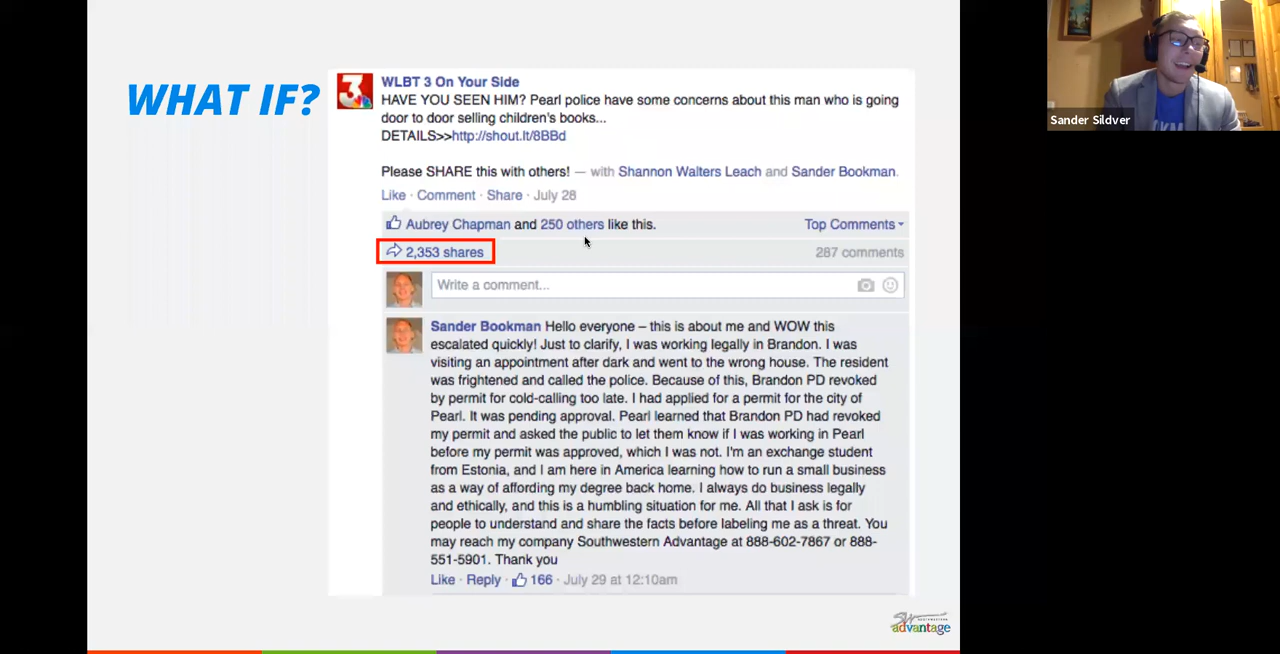 WHAT IF?
WLBT 3 On Your Side
HAVE YOU SEEN HIM? Pearl police have some concerns about this man who is going
door to door selling children's books...
DETAILS>>http://shout.lt/8BBd
Please SHARE this with others! — with Shannon Walters Leach and Sander Bookman.
Like · Comment · Share · July 28
Aubrey Chapman and 250 others like this.
Top Comments
2,353 shares
287 comments
Write a comment...
Sander Bookman Hello everyone – this is about me and WOW this
escalated quickly! Just to clarify, I was working legally in Brandon. I was
visiting an appointment after dark and went to the wrong house. The resident
was frightened and called the police. Because of this, Brandon PD revoked
by permit for cold-calling too late. I had applied for a permit for the city of
Pearl. It was pending approval. Pearl learned that Brandon PD had revoked
my permit and asked the public to let them know if I was working in Pearl
before my permit was approved, which I was not. I'm an exchange student
from Estonia, and I am here in America learning how to run a small business
as a way of affording my degree back home. I always do business legally
and ethically, and this is a humbling situation for me. All that I ask is for
people to understand and share the facts before labeling me as a threat. You
may reach my company Southwestern Advantage at 888-602-7867 or 888-
551-5901. Thank you
Like · Reply · 166 · July 29 at 12:10am
3
SW
SOUTHWESTERN
advantage
Sander Sildver